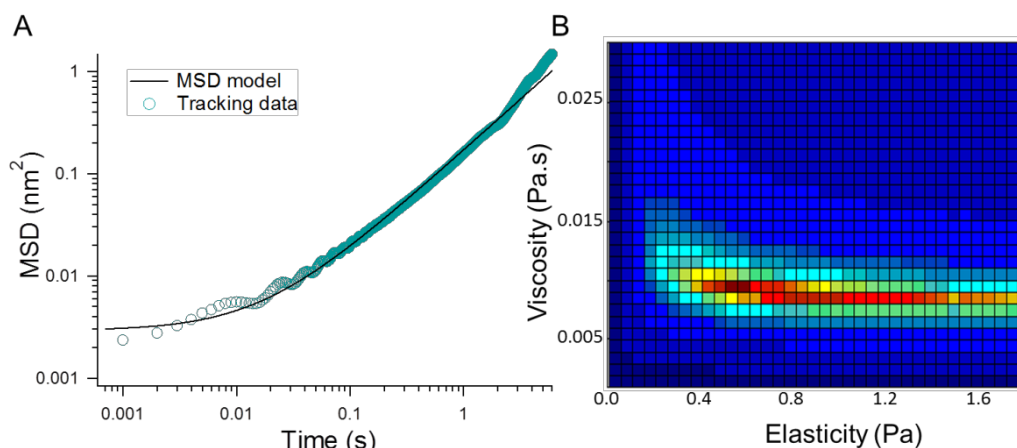 A
MSD (nm²)
1
0.1
0.01
0.001
MSD model
Tracking data
0.001
0.01
0.1
1
Time (s)
B
Viscosity (Pa.s)
0.025
0.015
0.005
0.0
0.4
0.8
1.2
1.6
Elasticity (Pa)